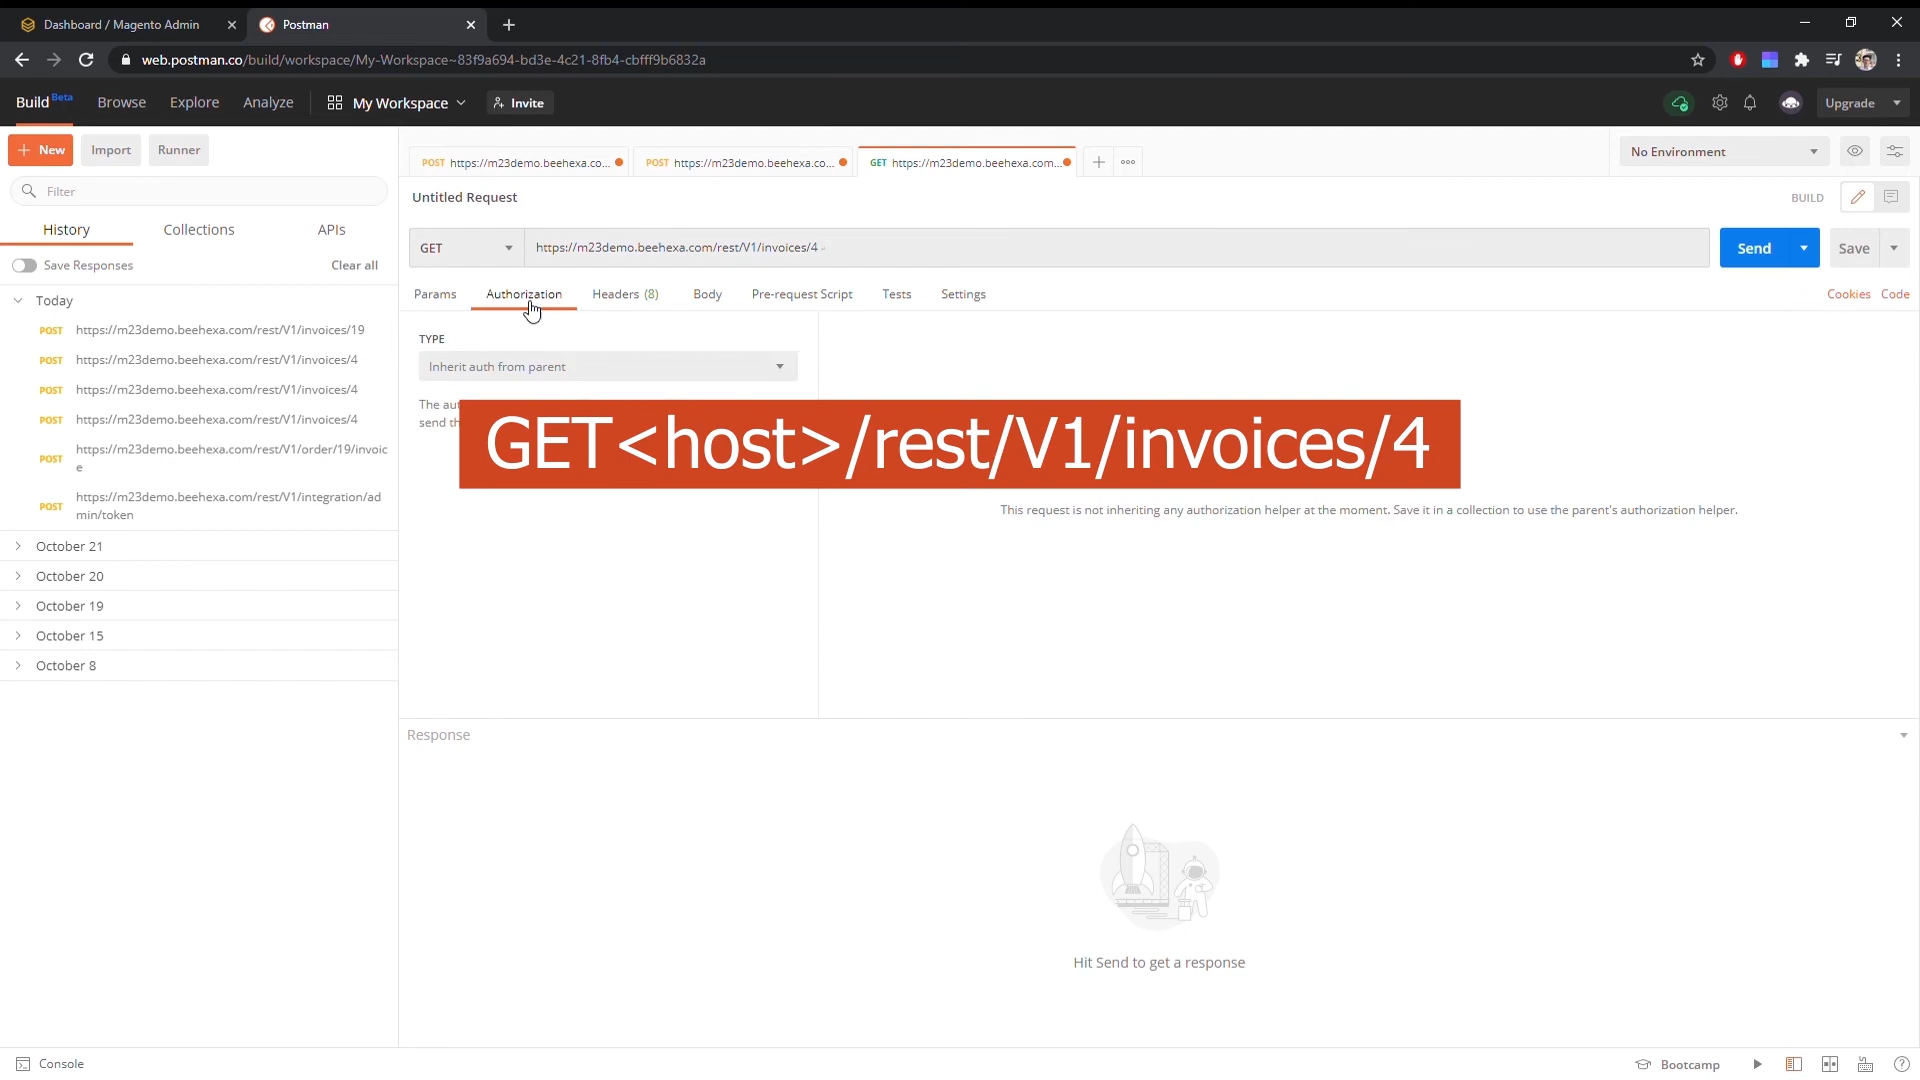 Dashboard / Magento Admin
Postman
web.postman.co/build/workspace/My-Workspace~83f9a694-bd3e-4c21-8fb4-cbfff9b6832a
Build Beta
Browse
Explore
Analyze
My Workspace
Invite
Upgrade
New
Import
Runner
Filter
History
Collections
APIs
Save Responses
Clear all
Today
POST https://m23demo.beehexa.com/rest/V1/invoices/19
POST https://m23demo.beehexa.com/rest/V1/invoices/4
POST https://m23demo.beehexa.com/rest/V1/invoices/4
POST https://m23demo.beehexa.com/rest/V1/invoices/4
POST https://m23demo.beehexa.com/rest/V1/order/19/invoic
e
POST https://m23demo.beehexa.com/rest/V1/integration/ad
min/token
October 21
October 20
October 19
October 15
October 8
POST https://m23demo.beehexa.co...
POST https://m23demo.beehexa.co...
GET https://m23demo.beehexa.com...
No Environment
Untitled Request
BUILD
GET
https://m23demo.beehexa.com/rest/V1/invoices/4
Send
Save
Params
Authorization
Headers (8)
Body
Pre-request Script
Tests
Settings
Cookies
Code
TYPE
Inherit auth from parent
The aut
send th
GET<host>/rest/V1/invoices/4
This request is not inheriting any authorization helper at the moment. Save it in a collection to use the parent's authorization helper.
Response
Hit Send to get a response
Console
Bootcamp